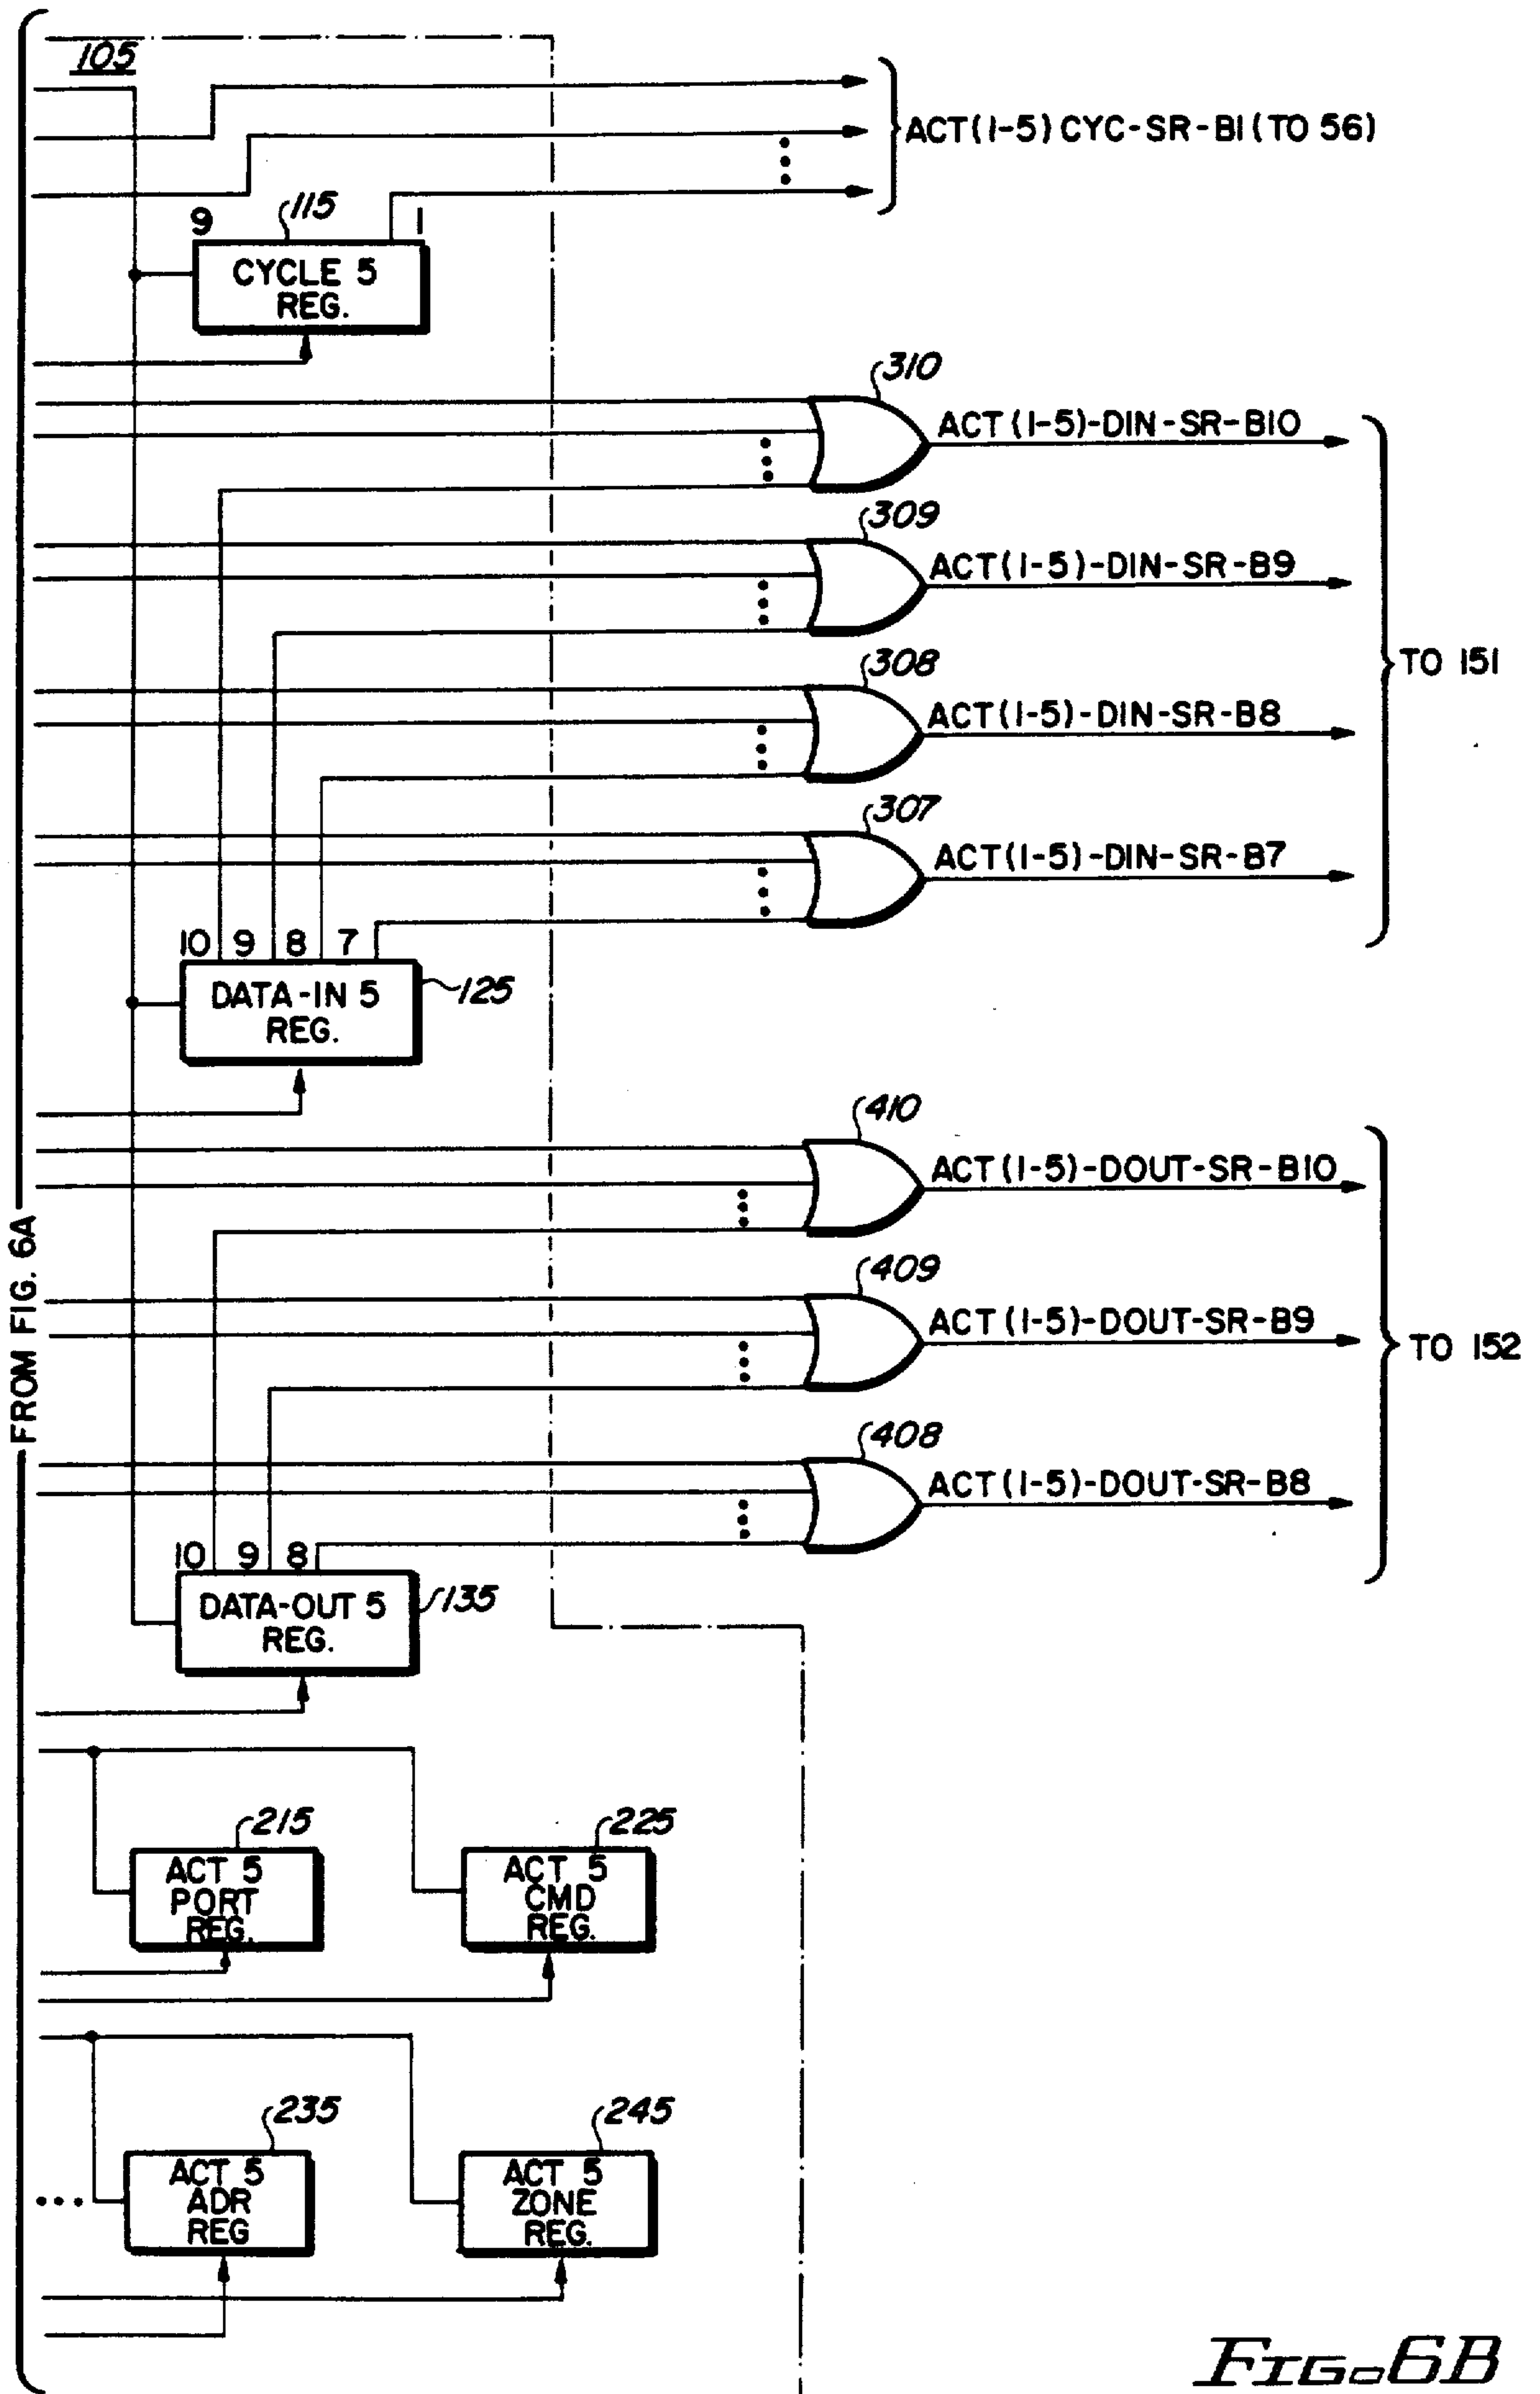 105
ACT(1-5) CYC-SR-B1 (TO 56)
9
115
1
CYCLE 5
REG.
310
ACT (1-5)-DIN-SR-B10
309
ACT(1-5)-DIN-SR-B9
TO 151
308
ACT(1-5)-DIN-SR-B8
307
ACT(1-5)-DIN-SR-B7
10 9 8 7
DATA-IN 5
REG.
125
410
ACT(1-5)-DOUT-SR-B10
FROM FIG. 6A
409
ACT (1-5)-DOUT-SR-B9
TO 152
408
ACT(1-5)-DOUT-SR-B8
10 9 8
DATA-OUT 5
REG.
135
215
225
ACT 5
PORT
REG.
ACT 5
CMD
REG.
235
245
ACT 5
ADR
REG
ACT 5
ZONE
REG.
FIG. 6B